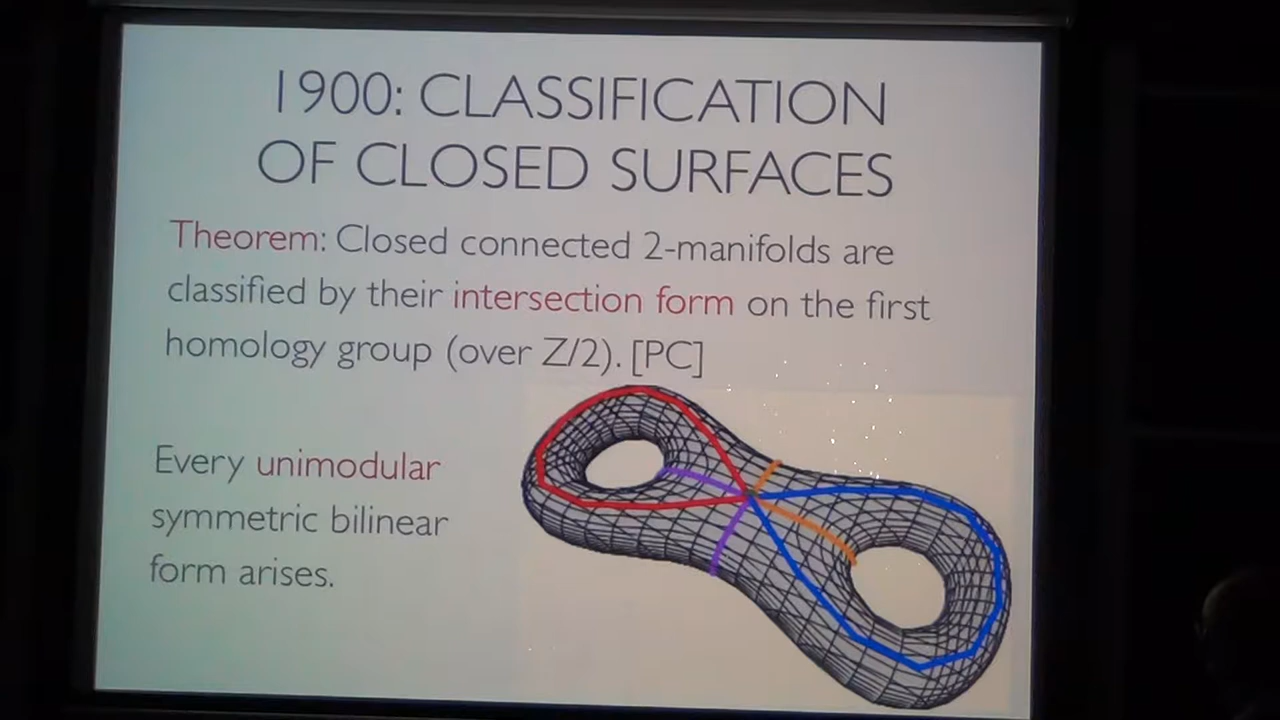 1900: CLASSIFICATION
OF CLOSED SURFACES
Theorem: Closed connected 2-manifolds are
classified by their intersection form on the first
homology group (over Z/2). [PC]
Every unimodular
symmetric bilinear
form arises.